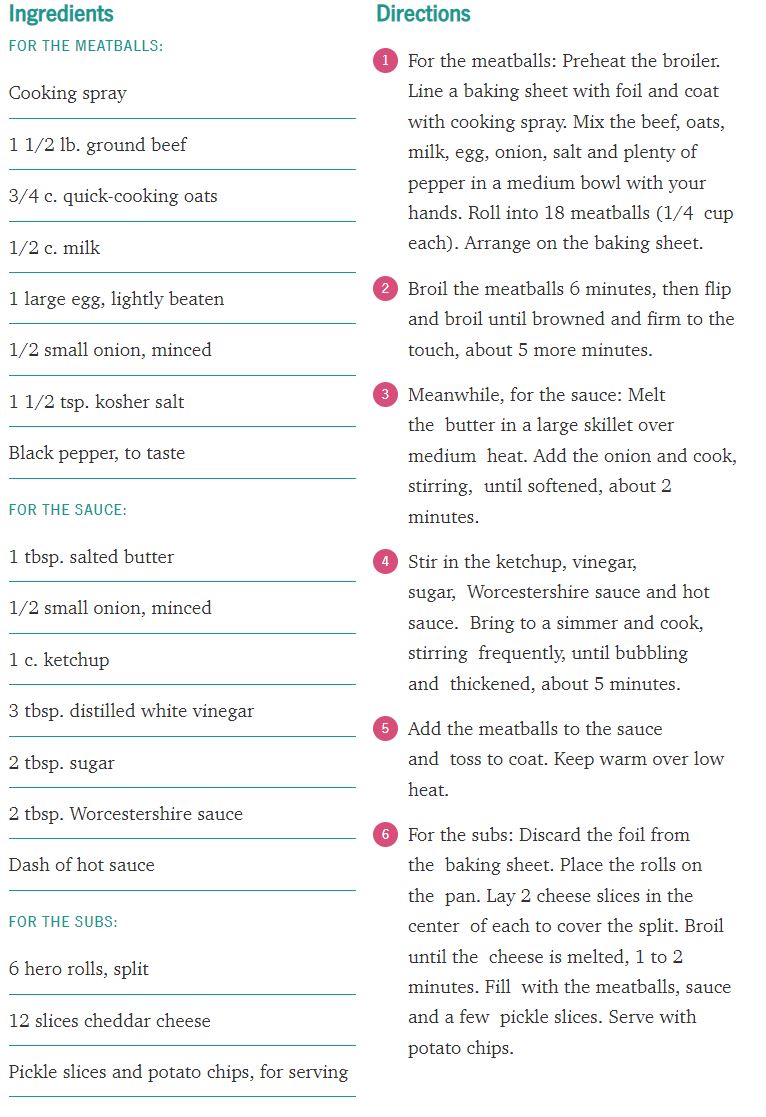 Ingredients
FOR THE MEATBALLS:
Cooking spray
1 1/2 lb. ground beef
3/4 c. quick-cooking oats
1/2 c. milk
1 large egg, lightly beaten
1/2 small onion, minced
1 1/2 tsp. kosher salt
Black pepper, to taste
FOR THE SAUCE:
1 tbsp. salted butter
1/2 small onion, minced
1 c. ketchup
3 tbsp. distilled white vinegar
2 tbsp. sugar
2 tbsp. Worcestershire sauce
Dash of hot sauce
FOR THE SUBS:
6 hero rolls, split
12 slices cheddar cheese
Pickle slices and potato chips, for serving
Directions
1 For the meatballs: Preheat the broiler.
Line a baking sheet with foil and coat
with cooking spray. Mix the beef, oats,
milk, egg, onion, salt and plenty of
pepper in a medium bowl with your
hands. Roll into 18 meatballs (1/4 cup
each). Arrange on the baking sheet.
2 Broil the meatballs 6 minutes, then flip
and broil until browned and firm to the
touch, about 5 more minutes.
3 Meanwhile, for the sauce: Melt
the butter in a large skillet over
medium heat. Add the onion and cook,
stirring, until softened, about 2
minutes.
4 Stir in the ketchup, vinegar,
sugar, Worcestershire sauce and hot
sauce. Bring to a simmer and cook,
stirring frequently, until bubbling
and thickened, about 5 minutes.
5 Add the meatballs to the sauce
and toss to coat. Keep warm over low
heat.
6 For the subs: Discard the foil from
the baking sheet. Place the rolls on
the pan. Lay 2 cheese slices in the
center of each to cover the split. Broil
until the cheese is melted, 1 to 2
minutes. Fill with the meatballs, sauce
and a few pickle slices. Serve with
potato chips.